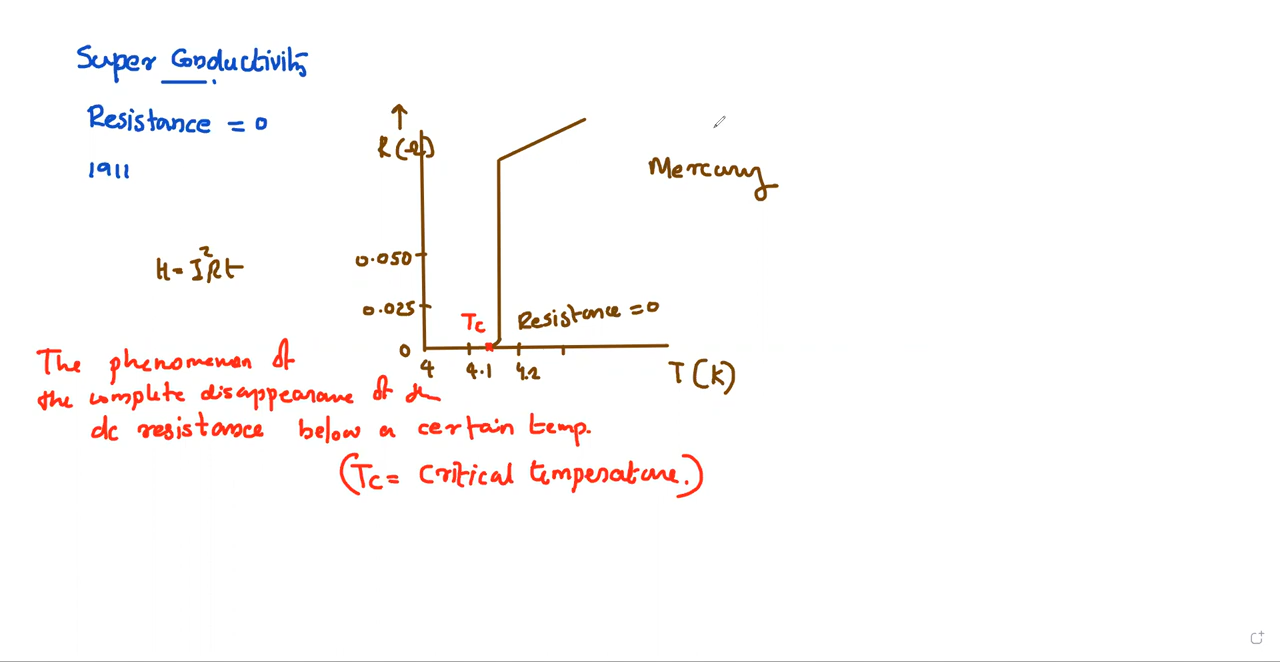 Super Conductivity
Resistance = 0
1911
R(Ω)
Mercury
H = I²Rt
0.050
0.025
Tc
Resistance = 0
0
4 4.1 4.2
T (K)
The phenomenon of
the complete disappearance of the
dc resistance below a certain temp.
(Tc = Critical temperature.)